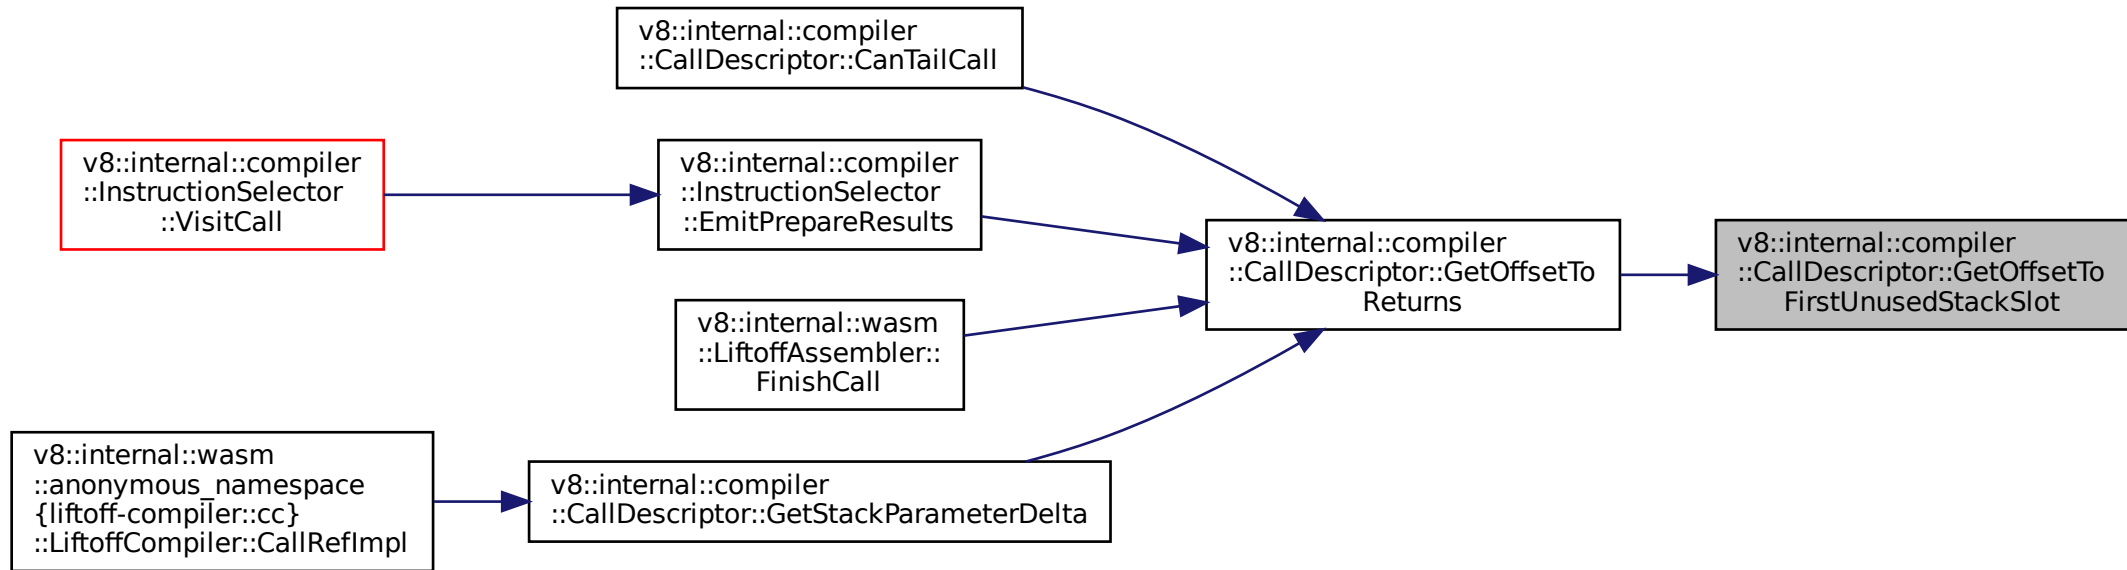 v8::internal::compiler
::CallDescriptor::CanTailCall
v8::internal::compiler
::InstructionSelector
::VisitCall
v8::internal::compiler
::InstructionSelector
::EmitPrepareResults
v8::internal::compiler
::CallDescriptor::GetOffsetTo
Returns
v8::internal::compiler
::CallDescriptor::GetOffsetTo
FirstUnusedStackSlot
v8::internal::wasm
::LiftoffAssembler::
FinishCall
v8::internal::wasm
::anonymous_namespace
{liftoff-compiler::cc}
::LiftoffCompiler::CallRefImpl
v8::internal::compiler
::CallDescriptor::GetStackParameterDelta